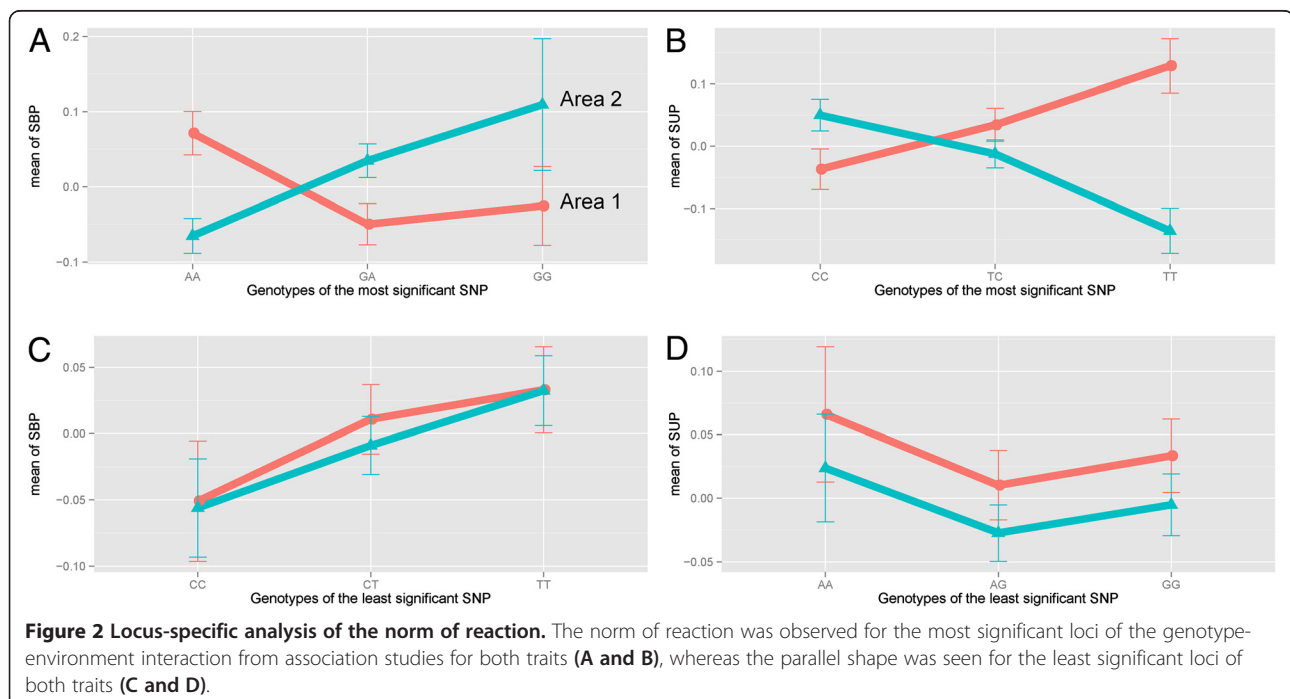 A
mean of SBP
0.2
0.1
0.0
−0.1
Area 2
Area 1
AA GA GG
Genotypes of the most significant SNP
B
mean of SUP
0.1
0.0
−0.1
CC TC TT
Genotypes of the most significant SNP
C
mean of SBP
0.05
0.00
−0.05
−0.10
CC CT TT
Genotypes of the least significant SNP
D
mean of SUP
0.10
0.05
0.00
−0.05
AA AG GG
Genotypes of the least significant SNP
Figure 2 Locus-specific analysis of the norm of reaction. The norm of reaction was observed for the most significant loci of the genotype-
environment interaction from association studies for both traits (A and B), whereas the parallel shape was seen for the least significant loci of
both traits (C and D).